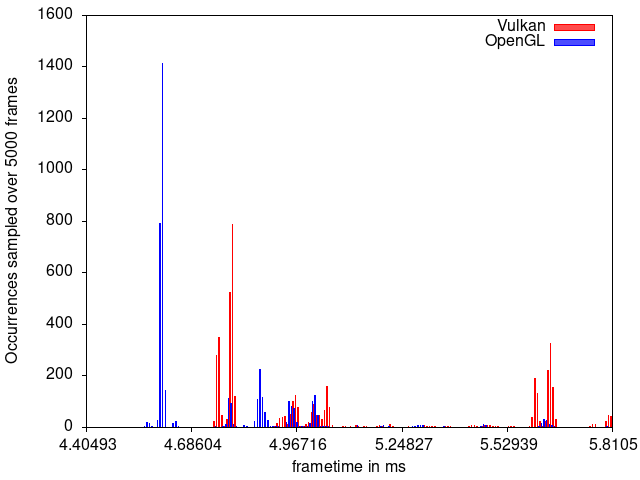 1600
1400
1200
1000
800
600
400
200
0
Occurrences sampled over 5000 frames
Vulkan
OpenGL
4.40493 4.68604 4.96716 5.24827 5.52939 5.8105
frametime in ms